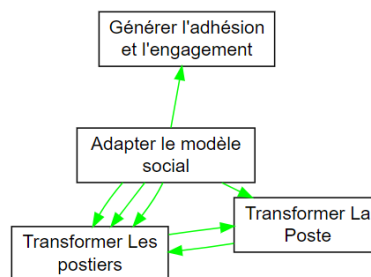 Générer l'adhésion
et l'engagement
Adapter le modèle
social
Transformer La
Poste
Transformer Les
postiers